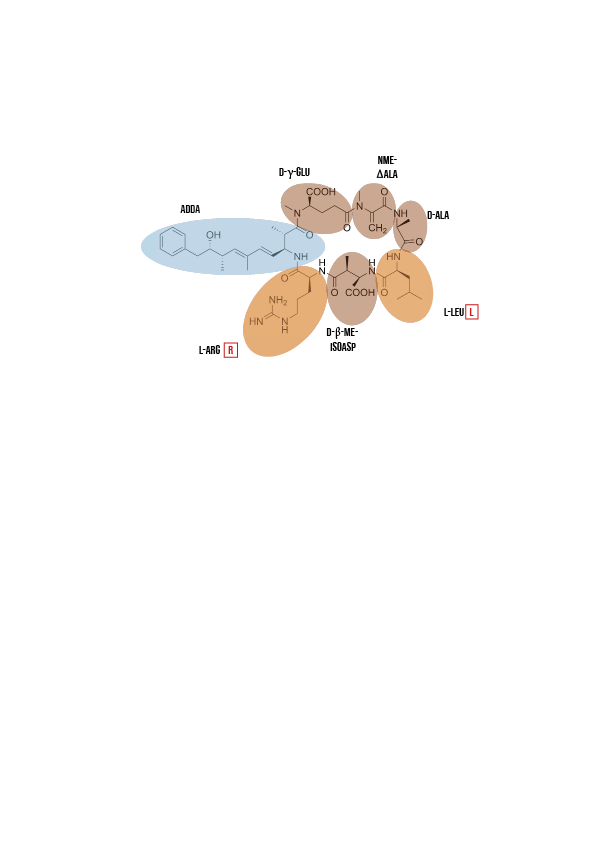 NME-
ΔALA
D-γ-GLU
COOH
ADDA
D-ALA
N
N
O
NH
CH₂
O
O
OH
O
NH
HN
O
H
N
H
N
O
O
COOH
O
NH₂
HN
N
H
L-LEU L
D-β-ME-
ISOASP
L-ARG R